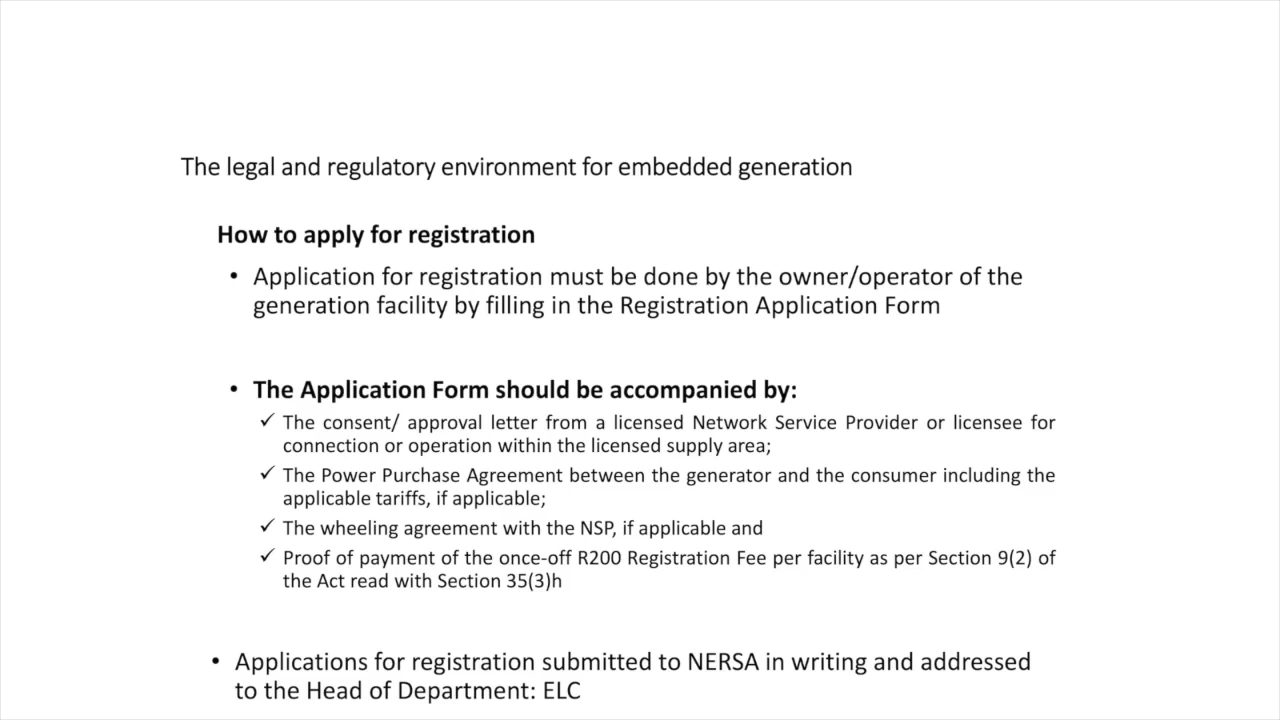 The legal and regulatory environment for embedded generation
How to apply for registration
• Application for registration must be done by the owner/operator of the
generation facility by filling in the Registration Application Form
• The Application Form should be accompanied by:
✓ The consent/ approval letter from a licensed Network Service Provider or licensee for
connection or operation within the licensed supply area;
✓ The Power Purchase Agreement between the generator and the consumer including the
applicable tariffs, if applicable;
✓ The wheeling agreement with the NSP, if applicable and
✓ Proof of payment of the once-off R200 Registration Fee per facility as per Section 9(2) of
the Act read with Section 35(3)h
• Applications for registration submitted to NERSA in writing and addressed
to the Head of Department: ELC